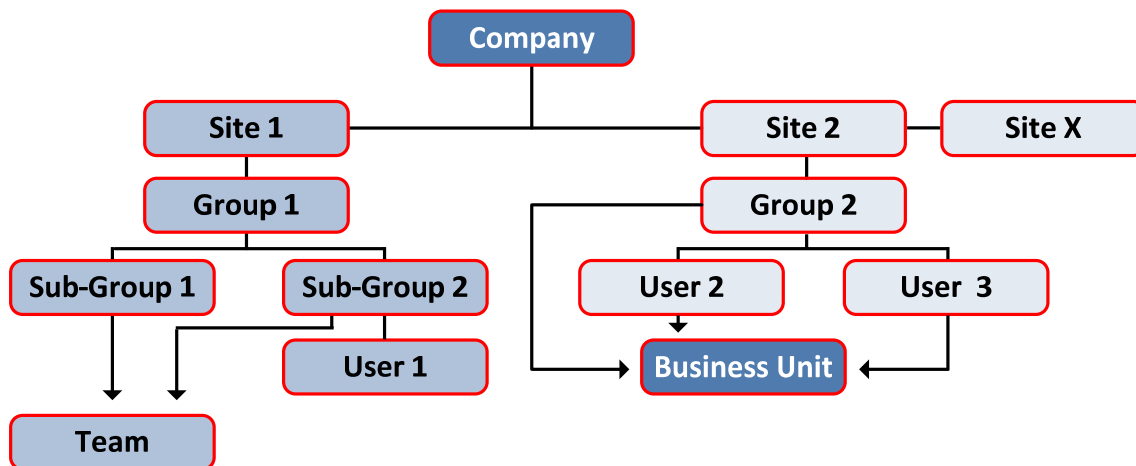 Company
Site 1
Site 2
Site X
Group 1
Group 2
Sub-Group 1
Sub-Group 2
User 2
User 3
User 1
Business Unit
Team